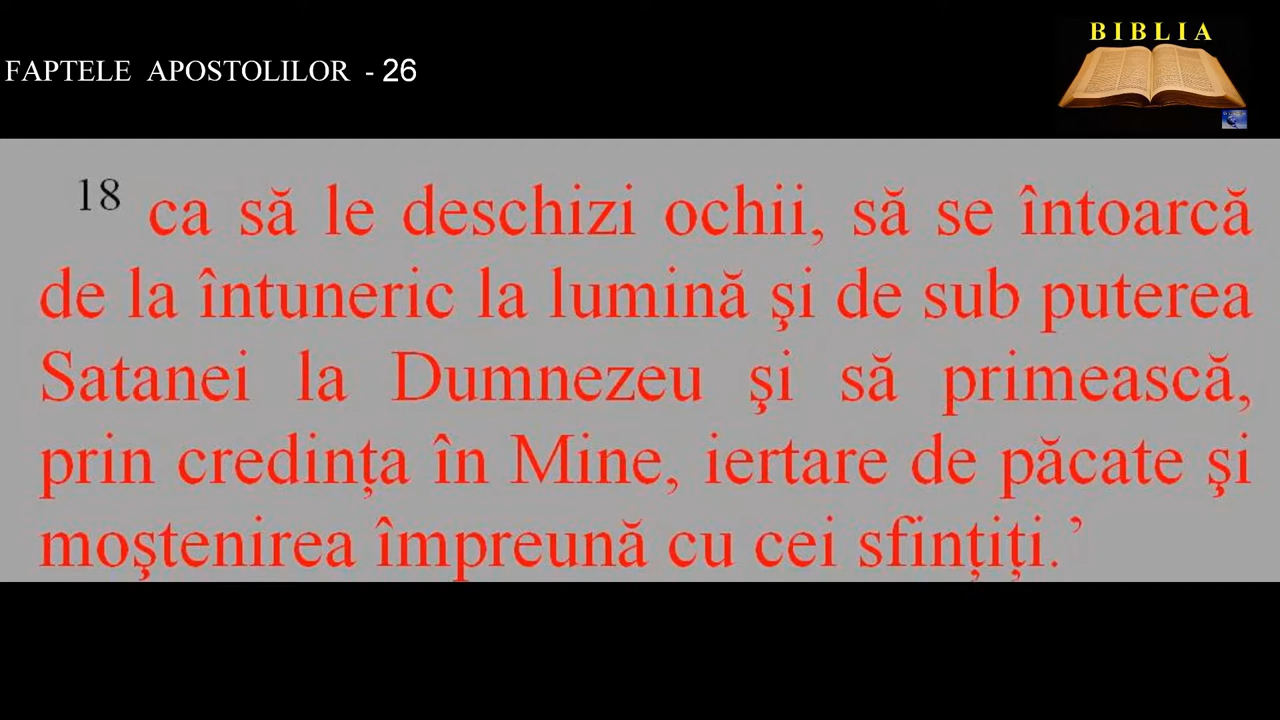 BIBLIA
FAPTELE APOSTOLILOR - 26
18 ca să le deschizi ochii, să se întoarcă
de la întuneric la lumină şi de sub puterea
Satanei la Dumnezeu şi să primească,
prin credinţa în Mine, iertare de păcate şi
moştenirea împreună cu cei sfinţiţi.’